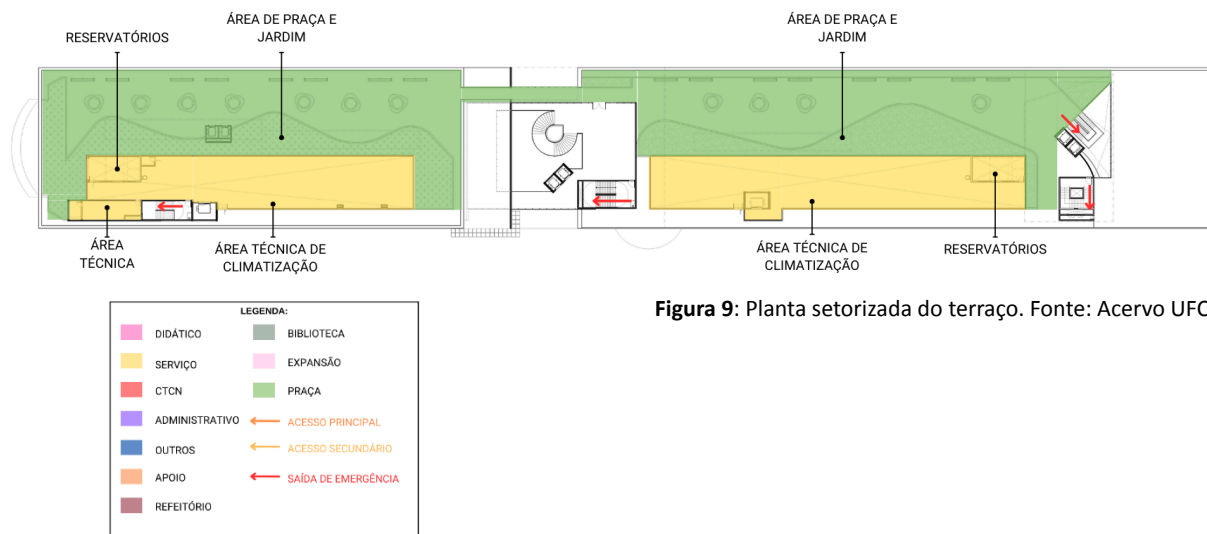 ÁREA DE PRAÇA E
JARDIM
RESERVATÓRIOS
ÁREA DE PRAÇA E
JARDIM
ÁREA
TÉCNICA
ÁREA TÉCNICA DE
CLIMATIZAÇÃO
ÁREA TÉCNICA DE
CLIMATIZAÇÃO
RESERVATÓRIOS
Figura 9: Planta setorizada do terraço. Fonte: Acervo UFC
LEGENDA:
DIDÁTICO
SERVIÇO
CTCN
ADMINISTRATIVO
OUTROS
APOIO
REFEITÓRIO
BIBLIOTECA
EXPANSÃO
PRAÇA
ACESSO PRINCIPAL
ACESSO SECUNDÁRIO
SAÍDA DE EMERGÊNCIA